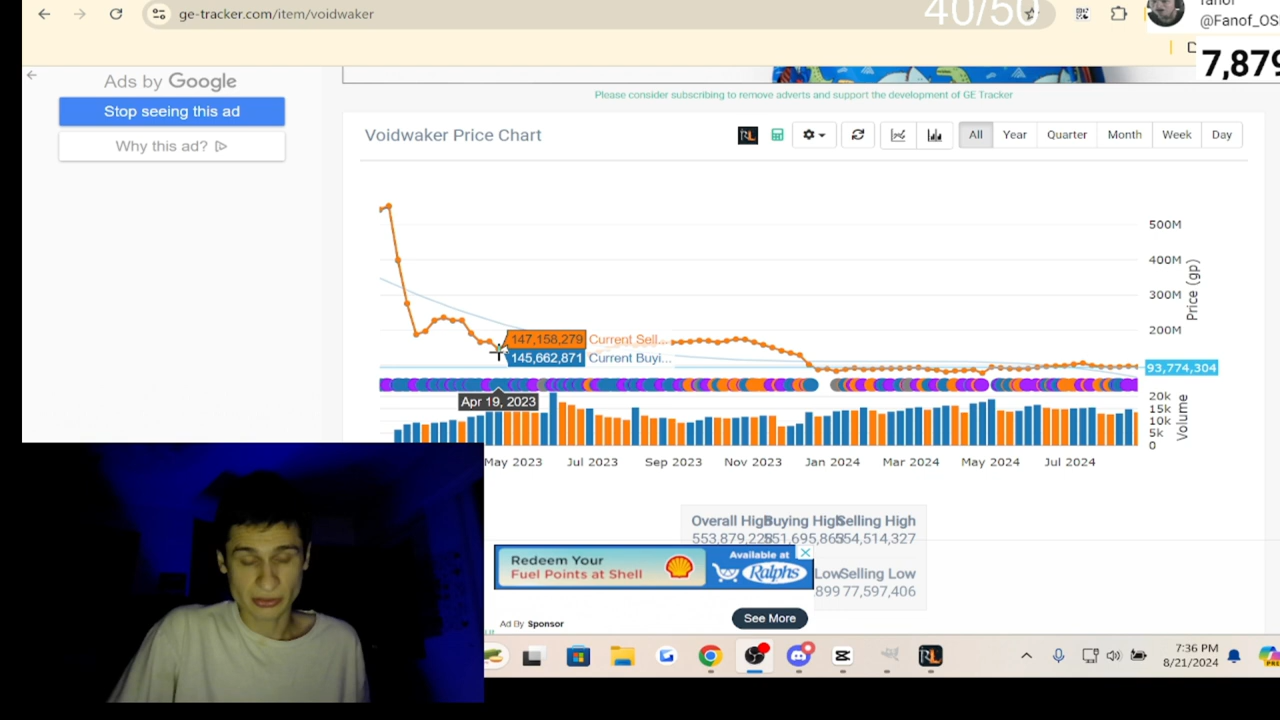 ge-tracker.com/item/voidwaker
40/50
@Fanof_OS
7,879
Ads by Google
Stop seeing this ad
Why this ad?
Please consider subscribing to remove adverts and support the development of GE Tracker
Voidwaker Price Chart
RL
All
Year
Quarter
Month
Week
Day
500M
400M
300M
200M
Price (gp)
147,158,279 Current Sell...
145,662,871 Current Buyi...
93,774,304
Apr 19, 2023
20k
15k
10k
5k
0
Volume
May 2023 Jul 2023 Sep 2023 Nov 2023 Jan 2024 Mar 2024 May 2024 Jul 2024
Overall High Buying High Selling High
553,879,228 551,695,863 554,514,327
Low Selling Low
899 77,597,406
Redeem Your
Fuel Points at Shell
Available at
Ralphs
Ad By Sponsor
See More
RL
7:36 PM
8/21/2024